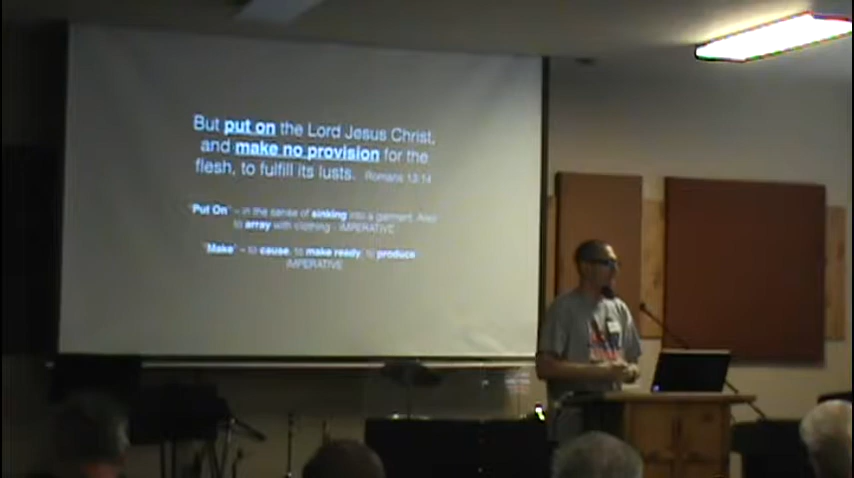 But put on the Lord Jesus Christ,
and make no provision for the
flesh, to fulfill its lusts. Romans 13:14
"Put On" – in the sense of sinking into a garment. Also
to array with clothing - IMPERATIVE
"Make" – to cause, to make ready, to produce
IMPERATIVE